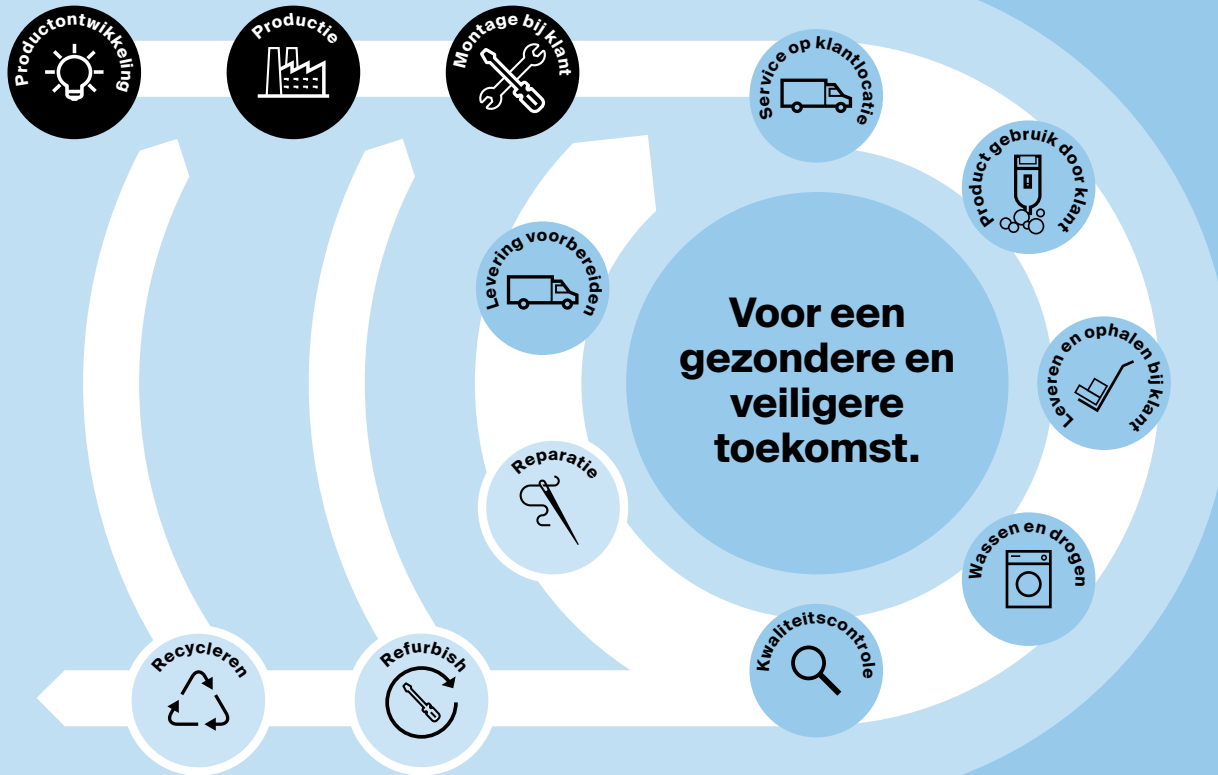 Productontwikkeling
Productie
Montage bij klant
Service op klantlocatie
Product gebruik door klant
Leveren en ophalen bij klant
Wassen en drogen
Kwaliteitscontrole
Reparatie
Levering voorbereiden
Refurbish
Recycleren
Voor een
gezondere en
veiligere
toekomst.